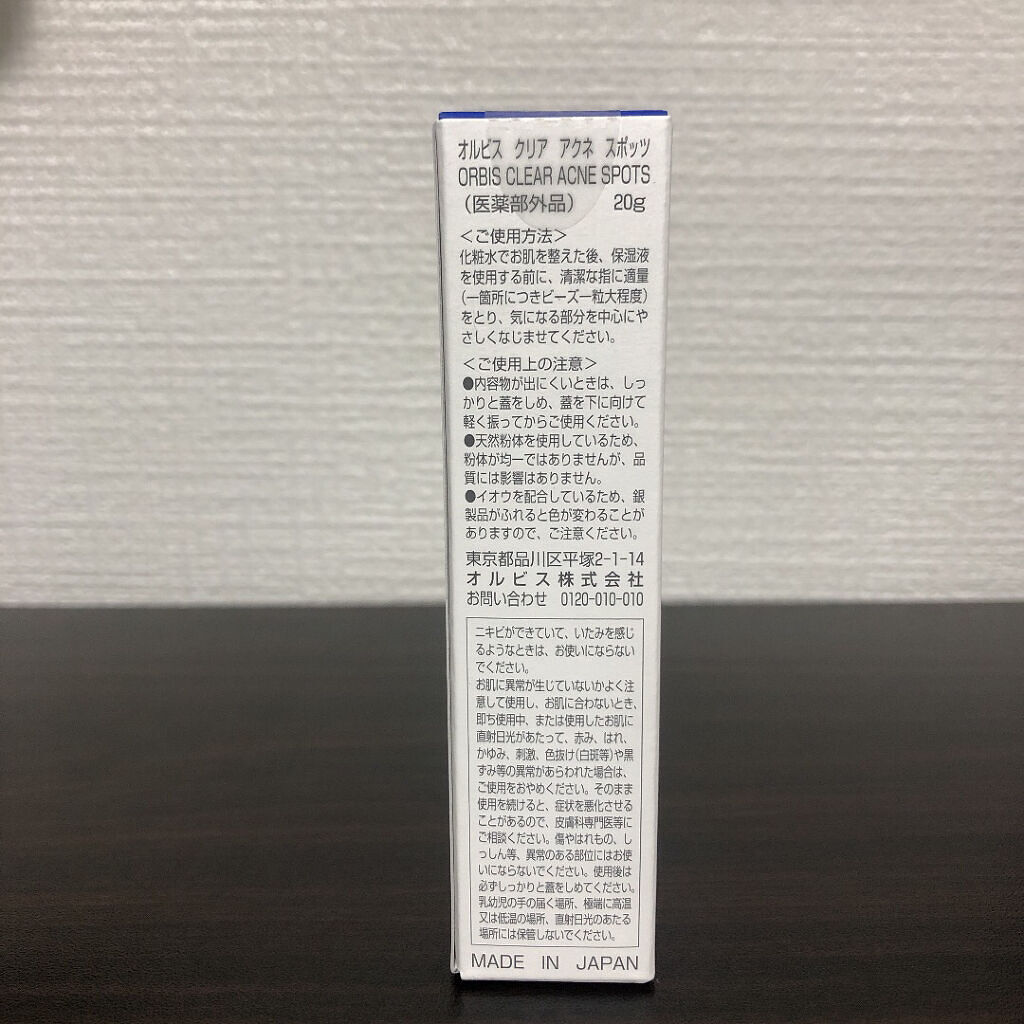 オルビス クリア アクネ スポッツ
ORBIS CLEAR ACNE SPOTS
（医薬部外品） 20g
＜ご使用方法＞
化粧水でお肌を整えた後、保湿液
を使用する前に、清潔な指に適量
（一箇所につきビーズ一粒大程度）
をとり、気になる部分を中心にや
さしくなじませてください。
＜ご使用上の注意＞
●内容物が出にくいときは、しっ
かりと蓋をしめ、蓋を下に向けて
軽く振ってからご使用ください。
●天然粉体を使用しているため、
粉体が均一ではありませんが、品
質には影響はありません。
●イオウを配合しているため、銀
製品がふれると色が変わることが
ありますので、ご注意ください。
東京都品川区平塚2-1-14
オルビス株式会社
お問い合わせ 0120-010-010
ニキビができていて、いたみを感じ
るようなときは、お使いにならない
でください。
お肌に異常が生じていないかよく注
意して使用し、お肌に合わないとき、
即ち使用中、または使用したお肌に
直射日光があたって、赤み、はれ、
かゆみ、刺激、色抜け（白斑等）や黒
ずみ等の異常があらわれた場合は、
ご使用をおやめください。そのまま
使用を続けると、症状を悪化させる
ことがあるので、皮膚科専門医等に
ご相談ください。傷やはれもの、し
っしん等、異常のある部位にはお使
いにならないでください。使用後は
必ずしっかりと蓋をしめてください。
乳幼児の手の届く場所、極端に高温
又は低温の場所、直射日光のあたる
場所には保管しないでください。
MADE IN JAPAN